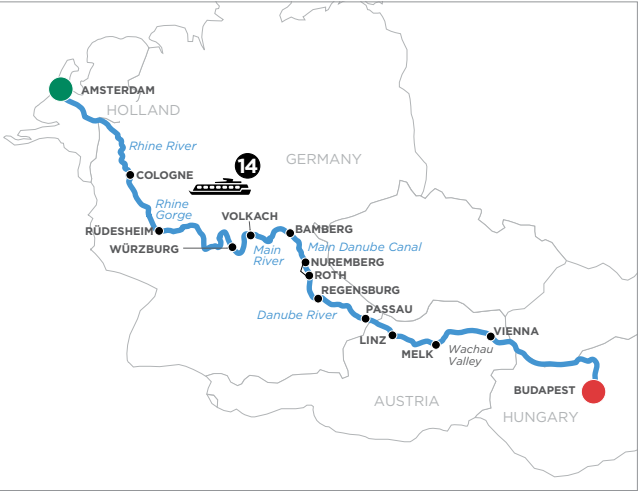 AMSTERDAM
HOLLAND
Rhine River
14
GERMANY
COLOGNE
Rhine
Gorge
VOLKACH
RÜDESHEIM
BAMBERG
WÜRZBURG
Main
River
Main Danube Canal
NUREMBERG
ROTH
REGENSBURG
Danube River
PASSAU
LINZ
VIENNA
MELK
Wachau
Valley
BUDAPEST
AUSTRIA
HUNGARY